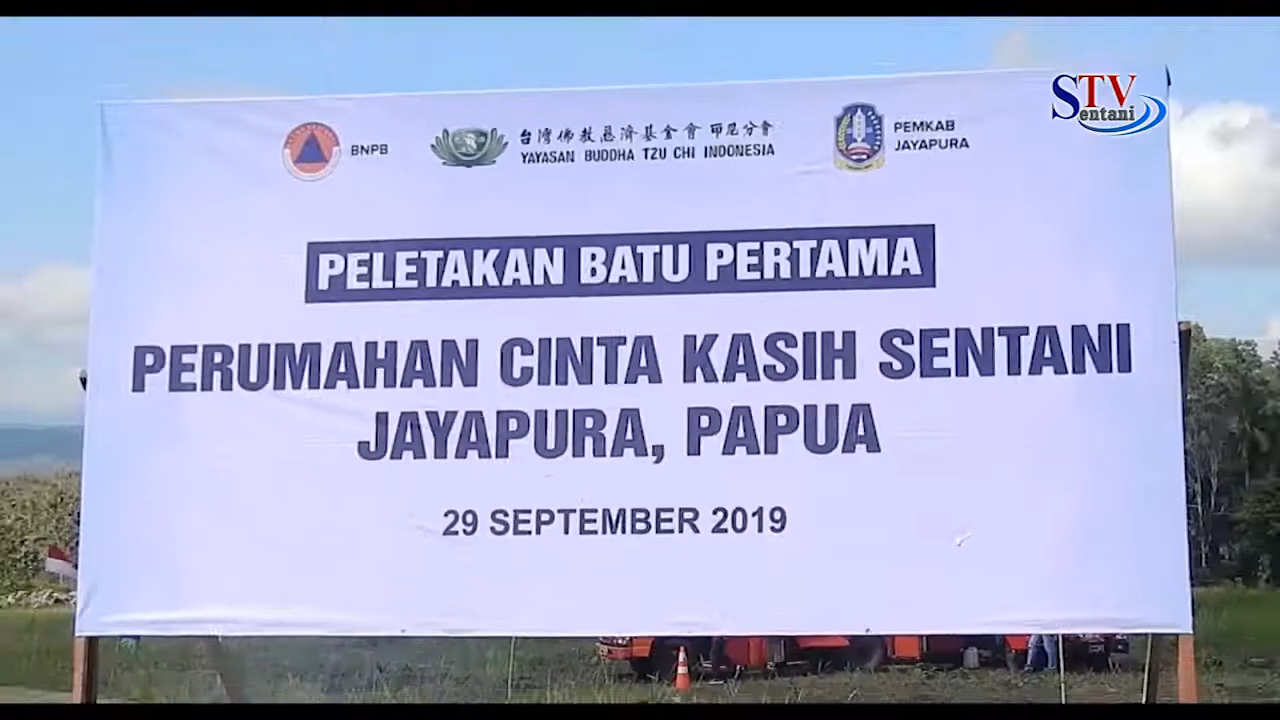 STV
Sentani
BNPB
台灣佛教慈濟基金會 印尼分會
YAYASAN BUDDHA TZU CHI INDONESIA
PEMKAB
JAYAPURA
PELETAKAN BATU PERTAMA
PERUMAHAN CINTA KASIH SENTANI
JAYAPURA, PAPUA
29 SEPTEMBER 2019